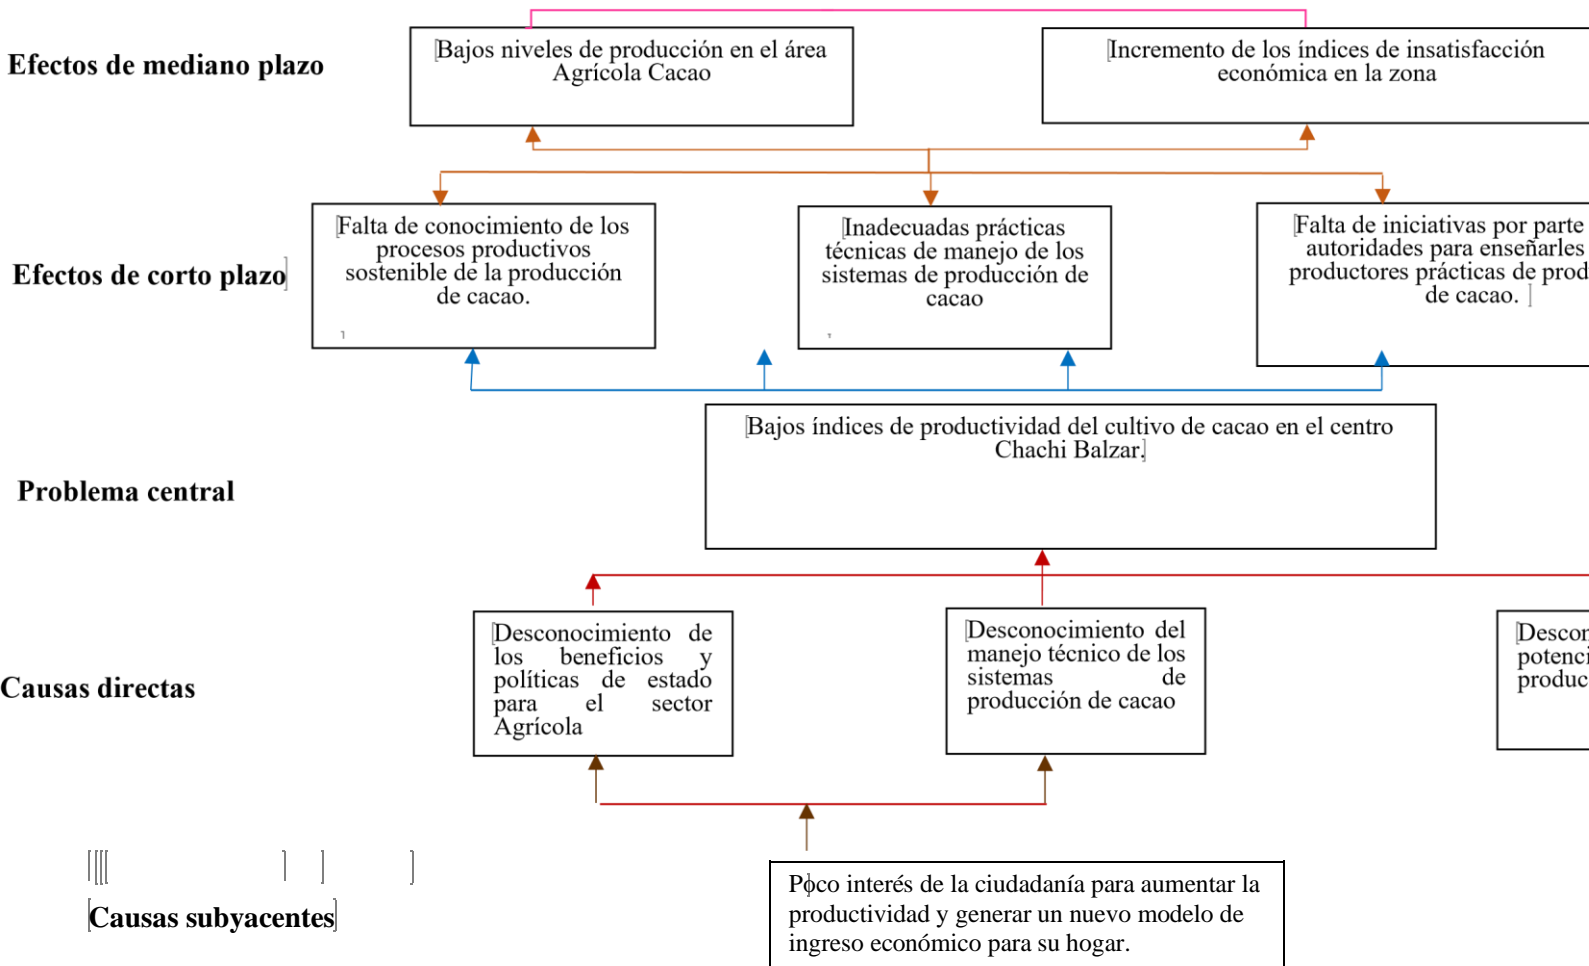 Efectos de mediano plazo
Bajos niveles de producción en el área
Agrícola Cacao
Incremento de los índices de insatisfacción
económica en la zona
Efectos de corto plazo
Falta de conocimiento de los
procesos productivos
sostenible de la producción
de cacao.
Inadecuadas prácticas
técnicas de manejo de los
sistemas de producción de
cacao
Falta de iniciativas por parte
autoridades para enseñarles
productores prácticas de prod
de cacao.
Problema central
Bajos índices de productividad del cultivo de cacao en el centro
Chachi Balzar.
Causas directas
Desconocimiento de
los beneficios y
políticas de estado
para el sector
Agrícola
Desconocimiento del
manejo técnico de los
sistemas de
producción de cacao
Descon
potenci
produc
Causas subyacentes
Poco interés de la ciudadanía para aumentar la
productividad y generar un nuevo modelo de
ingreso económico para su hogar.